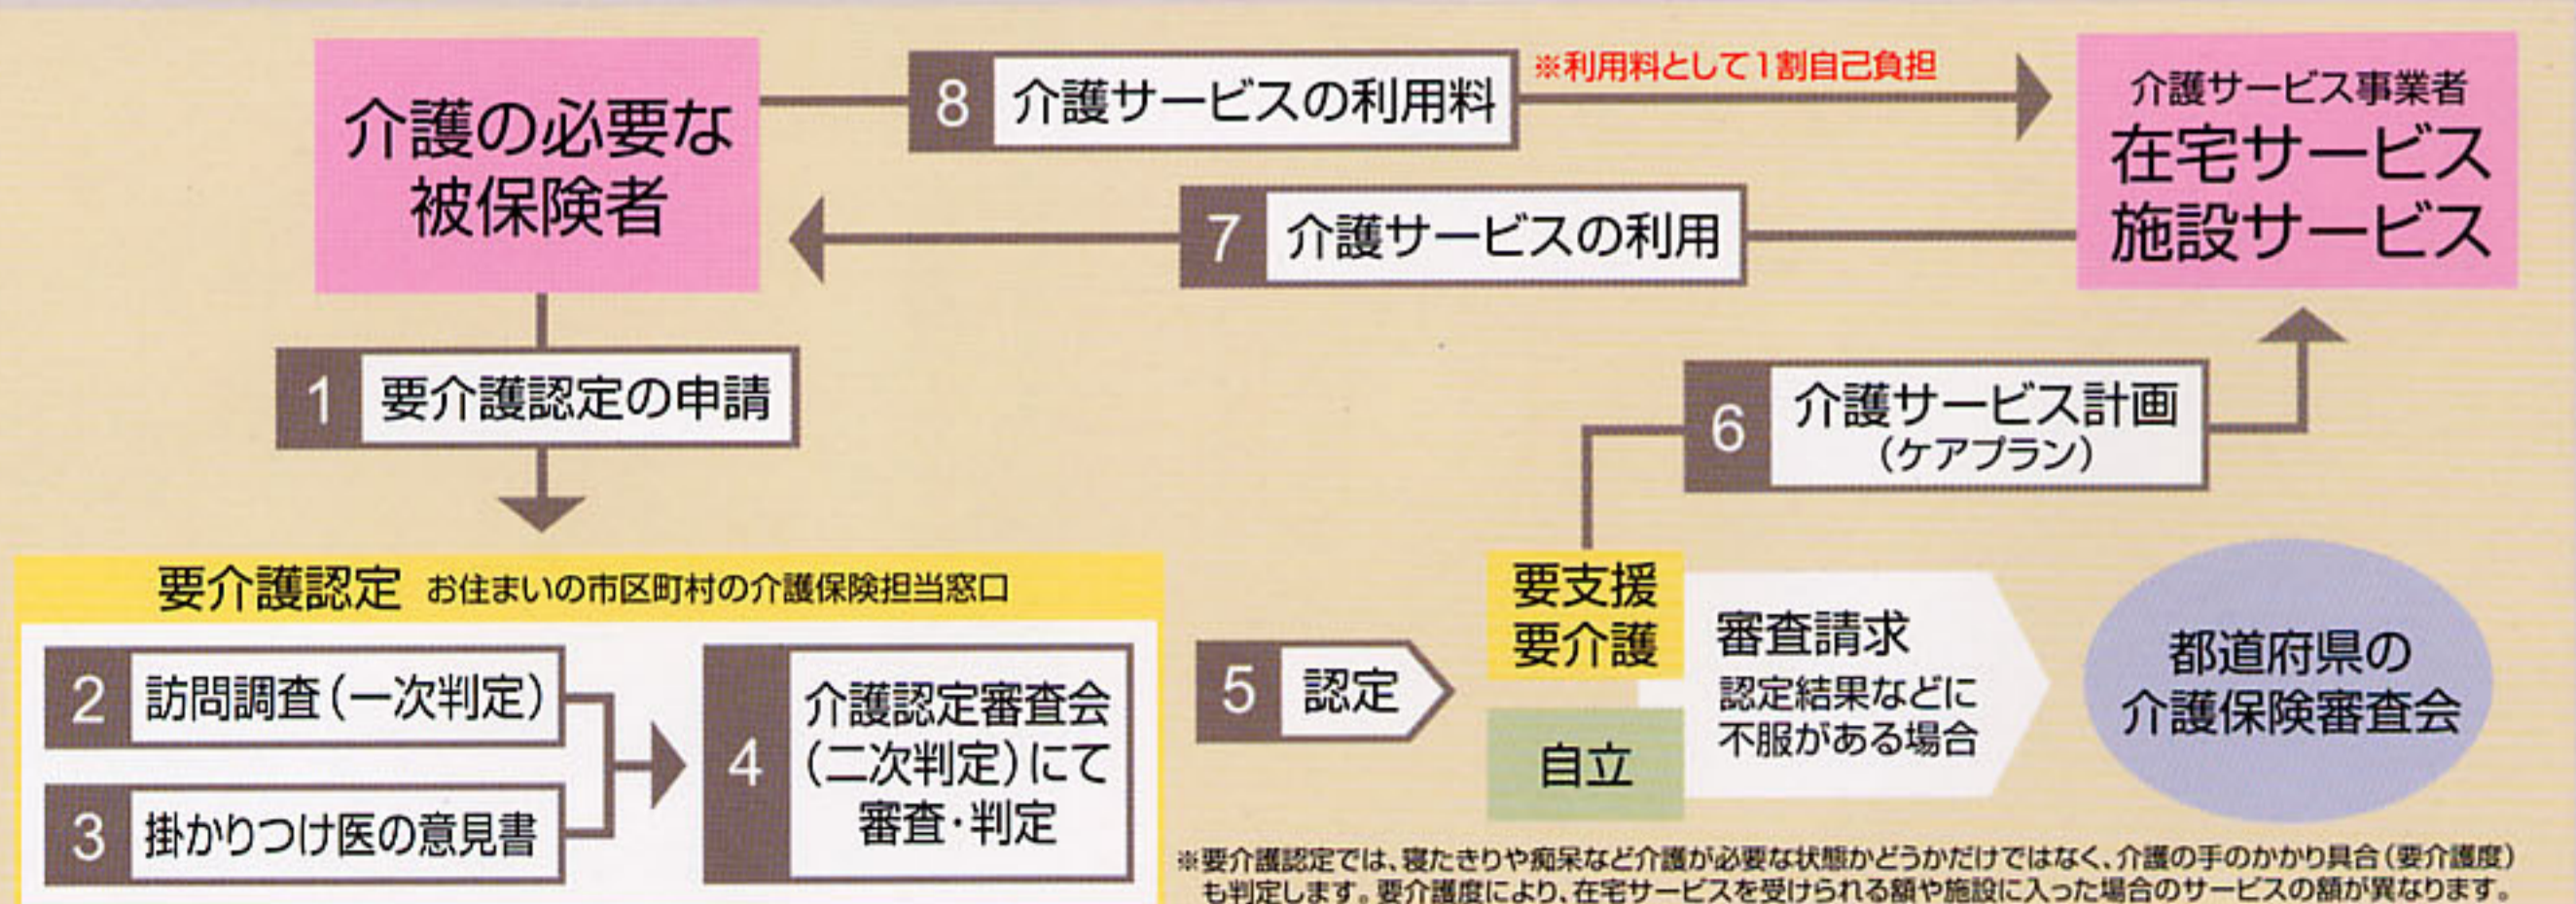 介護の必要な
被保険者
8 介護サービスの利用料
※利用料として1割自己負担
介護サービス事業者
在宅サービス
施設サービス
7 介護サービスの利用
1 要介護認定の申請
6 介護サービス計画
(ケアプラン)
要介護認定 お住まいの市区町村の介護保険担当窓口
2 訪問調査(一次判定)
3 掛かりつけ医の意見書
4 介護認定審査会
(二次判定)にて
審査・判定
5 認定
要支援
要介護
自立
審査請求
認定結果などに
不服がある場合
都道府県の
介護保険審査会
※要介護認定では、寝たきりや痴呆など介護が必要な状態かどうかだけではなく、介護の手のかかり具合(要介護度)
も判定します。要介護度により、在宅サービスを受けられる額や施設に入った場合のサービスの額が異なります。